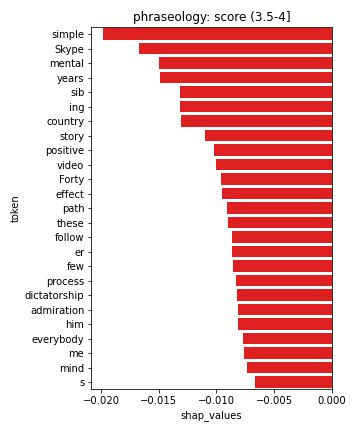 phraseology: score (3.5-4]
simple
Skype
mental
years
sib
ing
country
story
positive
video
Forty
effect
path
these
follow
er
few
process
dictatorship
admiration
him
everybody
me
mind
s
token
−0.020 −0.015 −0.010 −0.005 0.000
shap_values